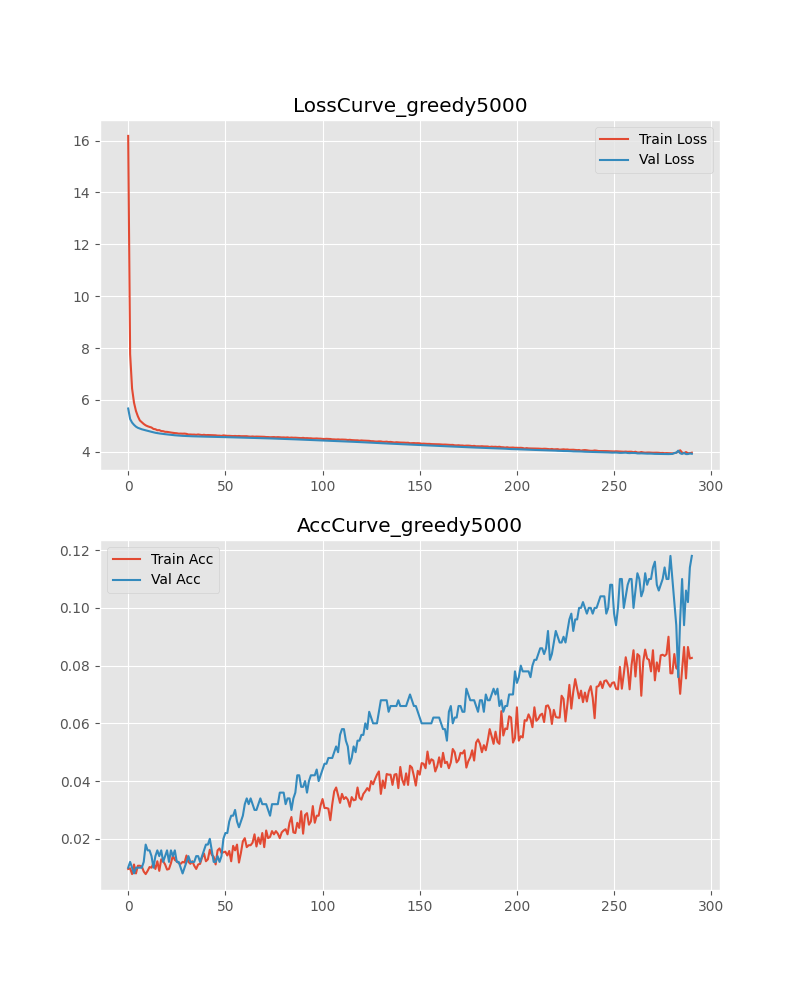 LossCurve_greedy5000
16
14
12
10
8
6
4
Train Loss
Val Loss
0 50 100 150 200 250 300
AccCurve_greedy5000
0.12
0.10
0.08
0.06
0.04
0.02
Train Acc
Val Acc
0 50 100 150 200 250 300